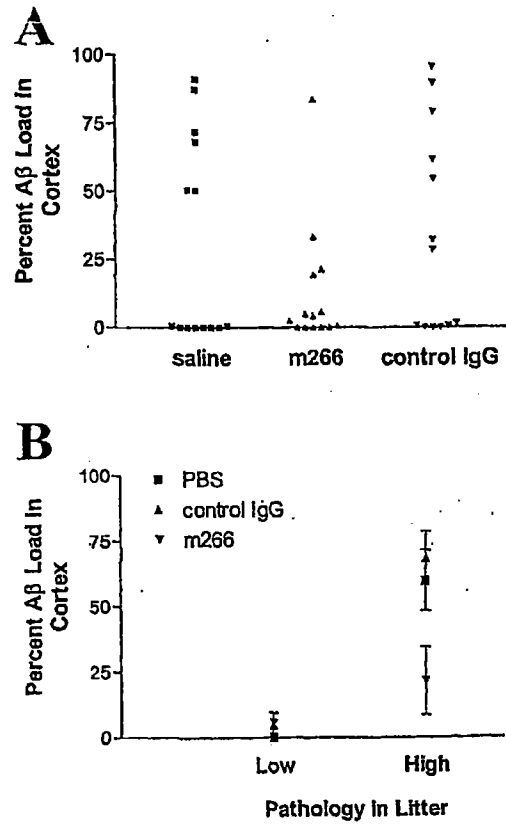 A
Percent Aβ Load In
Cortex
100
75
50
25
0
saline
m266
control IgG
B
Percent Aβ Load In
Cortex
100
75
50
25
0
PBS
control IgG
m266
Low
High
Pathology in Litter